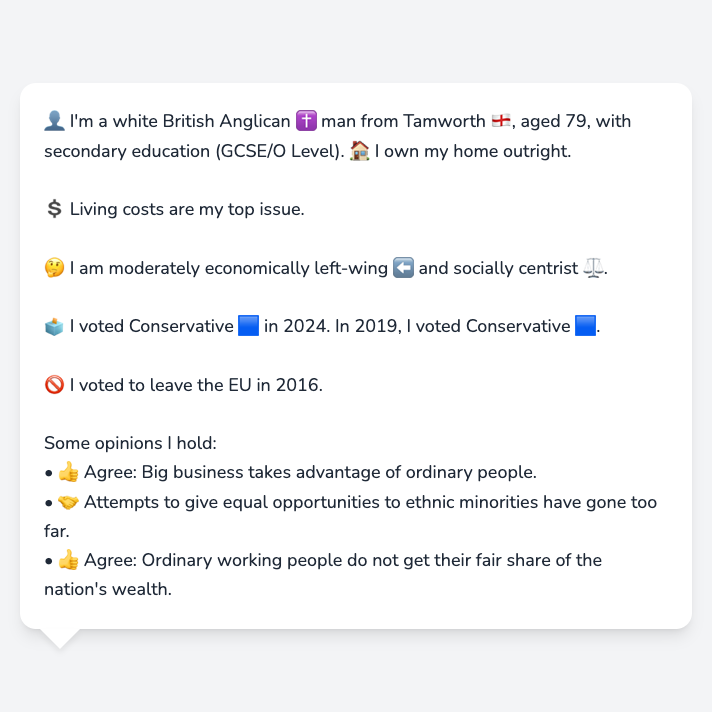 👤 I'm a white British Anglican ✝️ man from Tamworth 🏴󠁧󠁢󠁥󠁮󠁧󠁿, aged 79, with
secondary education (GCSE/O Level). 🏠 I own my home outright.
💲 Living costs are my top issue.
🤔 I am moderately economically left-wing ⬅️ and socially centrist ⚖️.
🗳️ I voted Conservative 🟦 in 2024. In 2019, I voted Conservative 🟦.
🚫 I voted to leave the EU in 2016.
Some opinions I hold:
• 👍 Agree: Big business takes advantage of ordinary people.
• 🤝 Attempts to give equal opportunities to ethnic minorities have gone too
far.
• 👍 Agree: Ordinary working people do not get their fair share of the
nation's wealth.